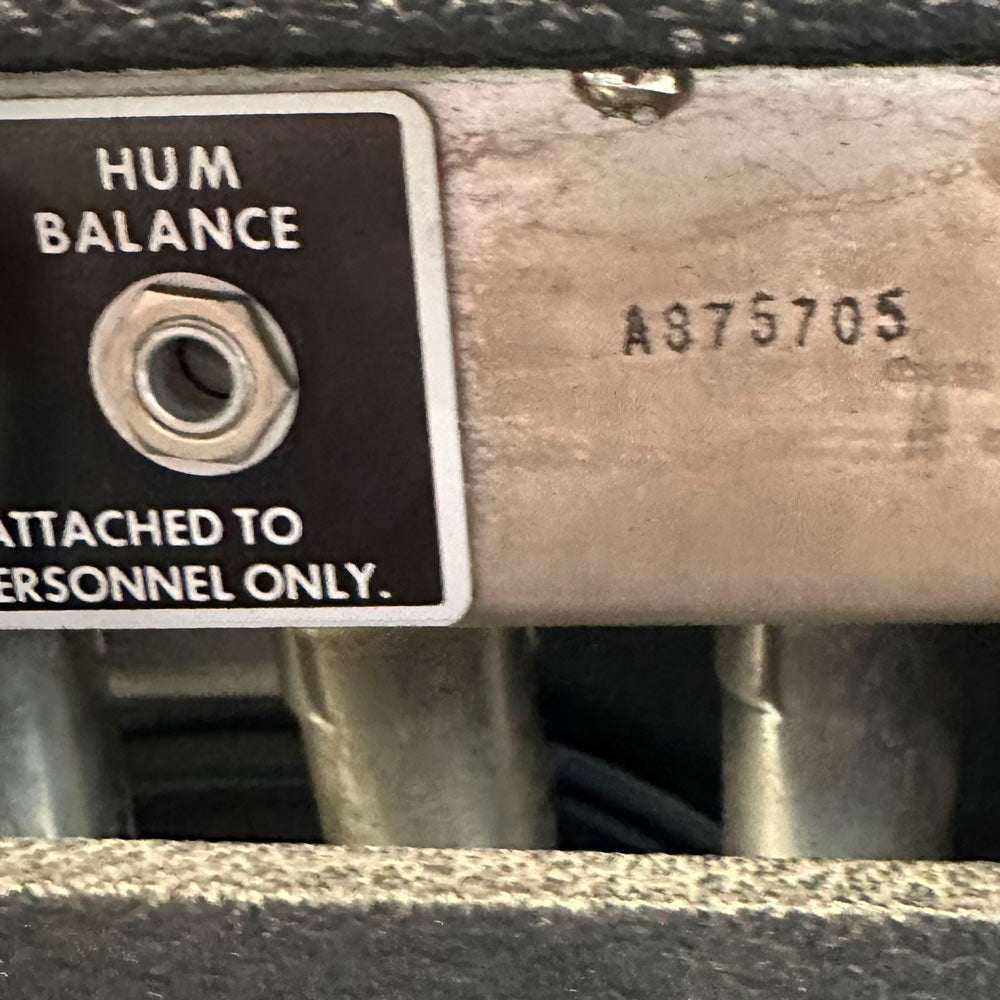 HUM
BALANCE
A875705
ATTACHED TO
ERSONNEL ONLY.